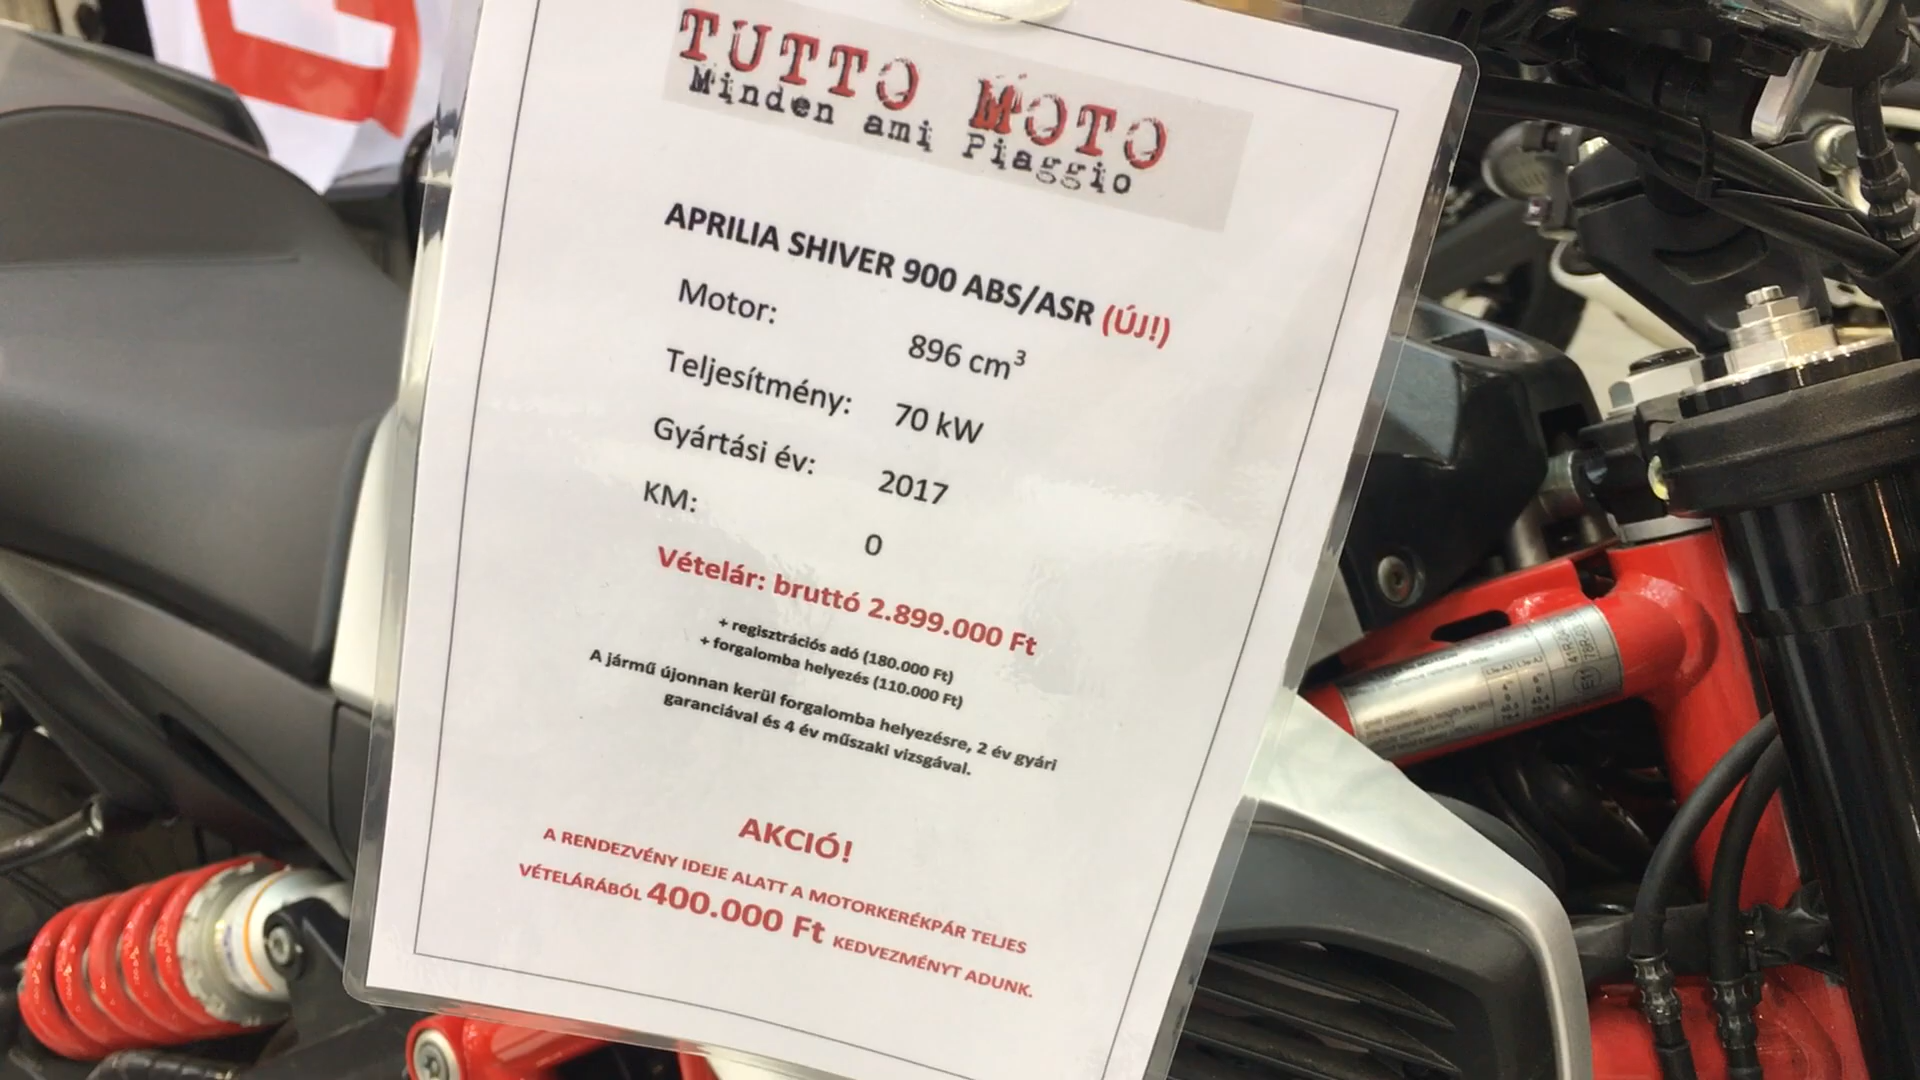 TUTTO MOTO
Minden ami Piaggio
APRILIA SHIVER 900 ABS/ASR (ÚJ!)
Motor: 896 cm³
Teljesítmény: 70 kW
Gyártási év: 2017
KM: 0
Vételár: bruttó 2.899.000 Ft
+ regisztrációs adó (180.000 Ft)
+ forgalomba helyezés (110.000 Ft)
A jármű újonnan kerül forgalomba helyezésre, 2 év gyári
garanciával és 4 év műszaki vizsgával.
AKCIÓ!
A RENDEZVÉNY IDEJE ALATT A MOTORKERÉKPÁR TELJES
VÉTELÁRÁBÓL 400.000 Ft KEDVEZMÉNYT ADUNK.